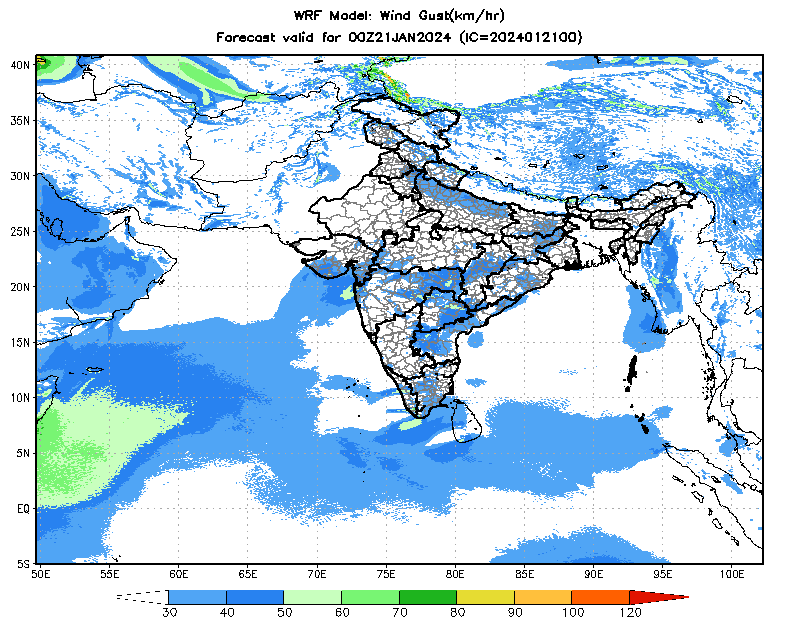 WRF Model: Wind Gust(km/hr)
Forecast valid for 00Z21JAN2024 (IC=2024012100)
40N
35N
30N
25N
20N
15N
10N
5N
EQ
5S
50E 55E 60E 65E 70E 75E 80E 85E 90E 95E 100E
30 40 50 60 70 80 90 100 120